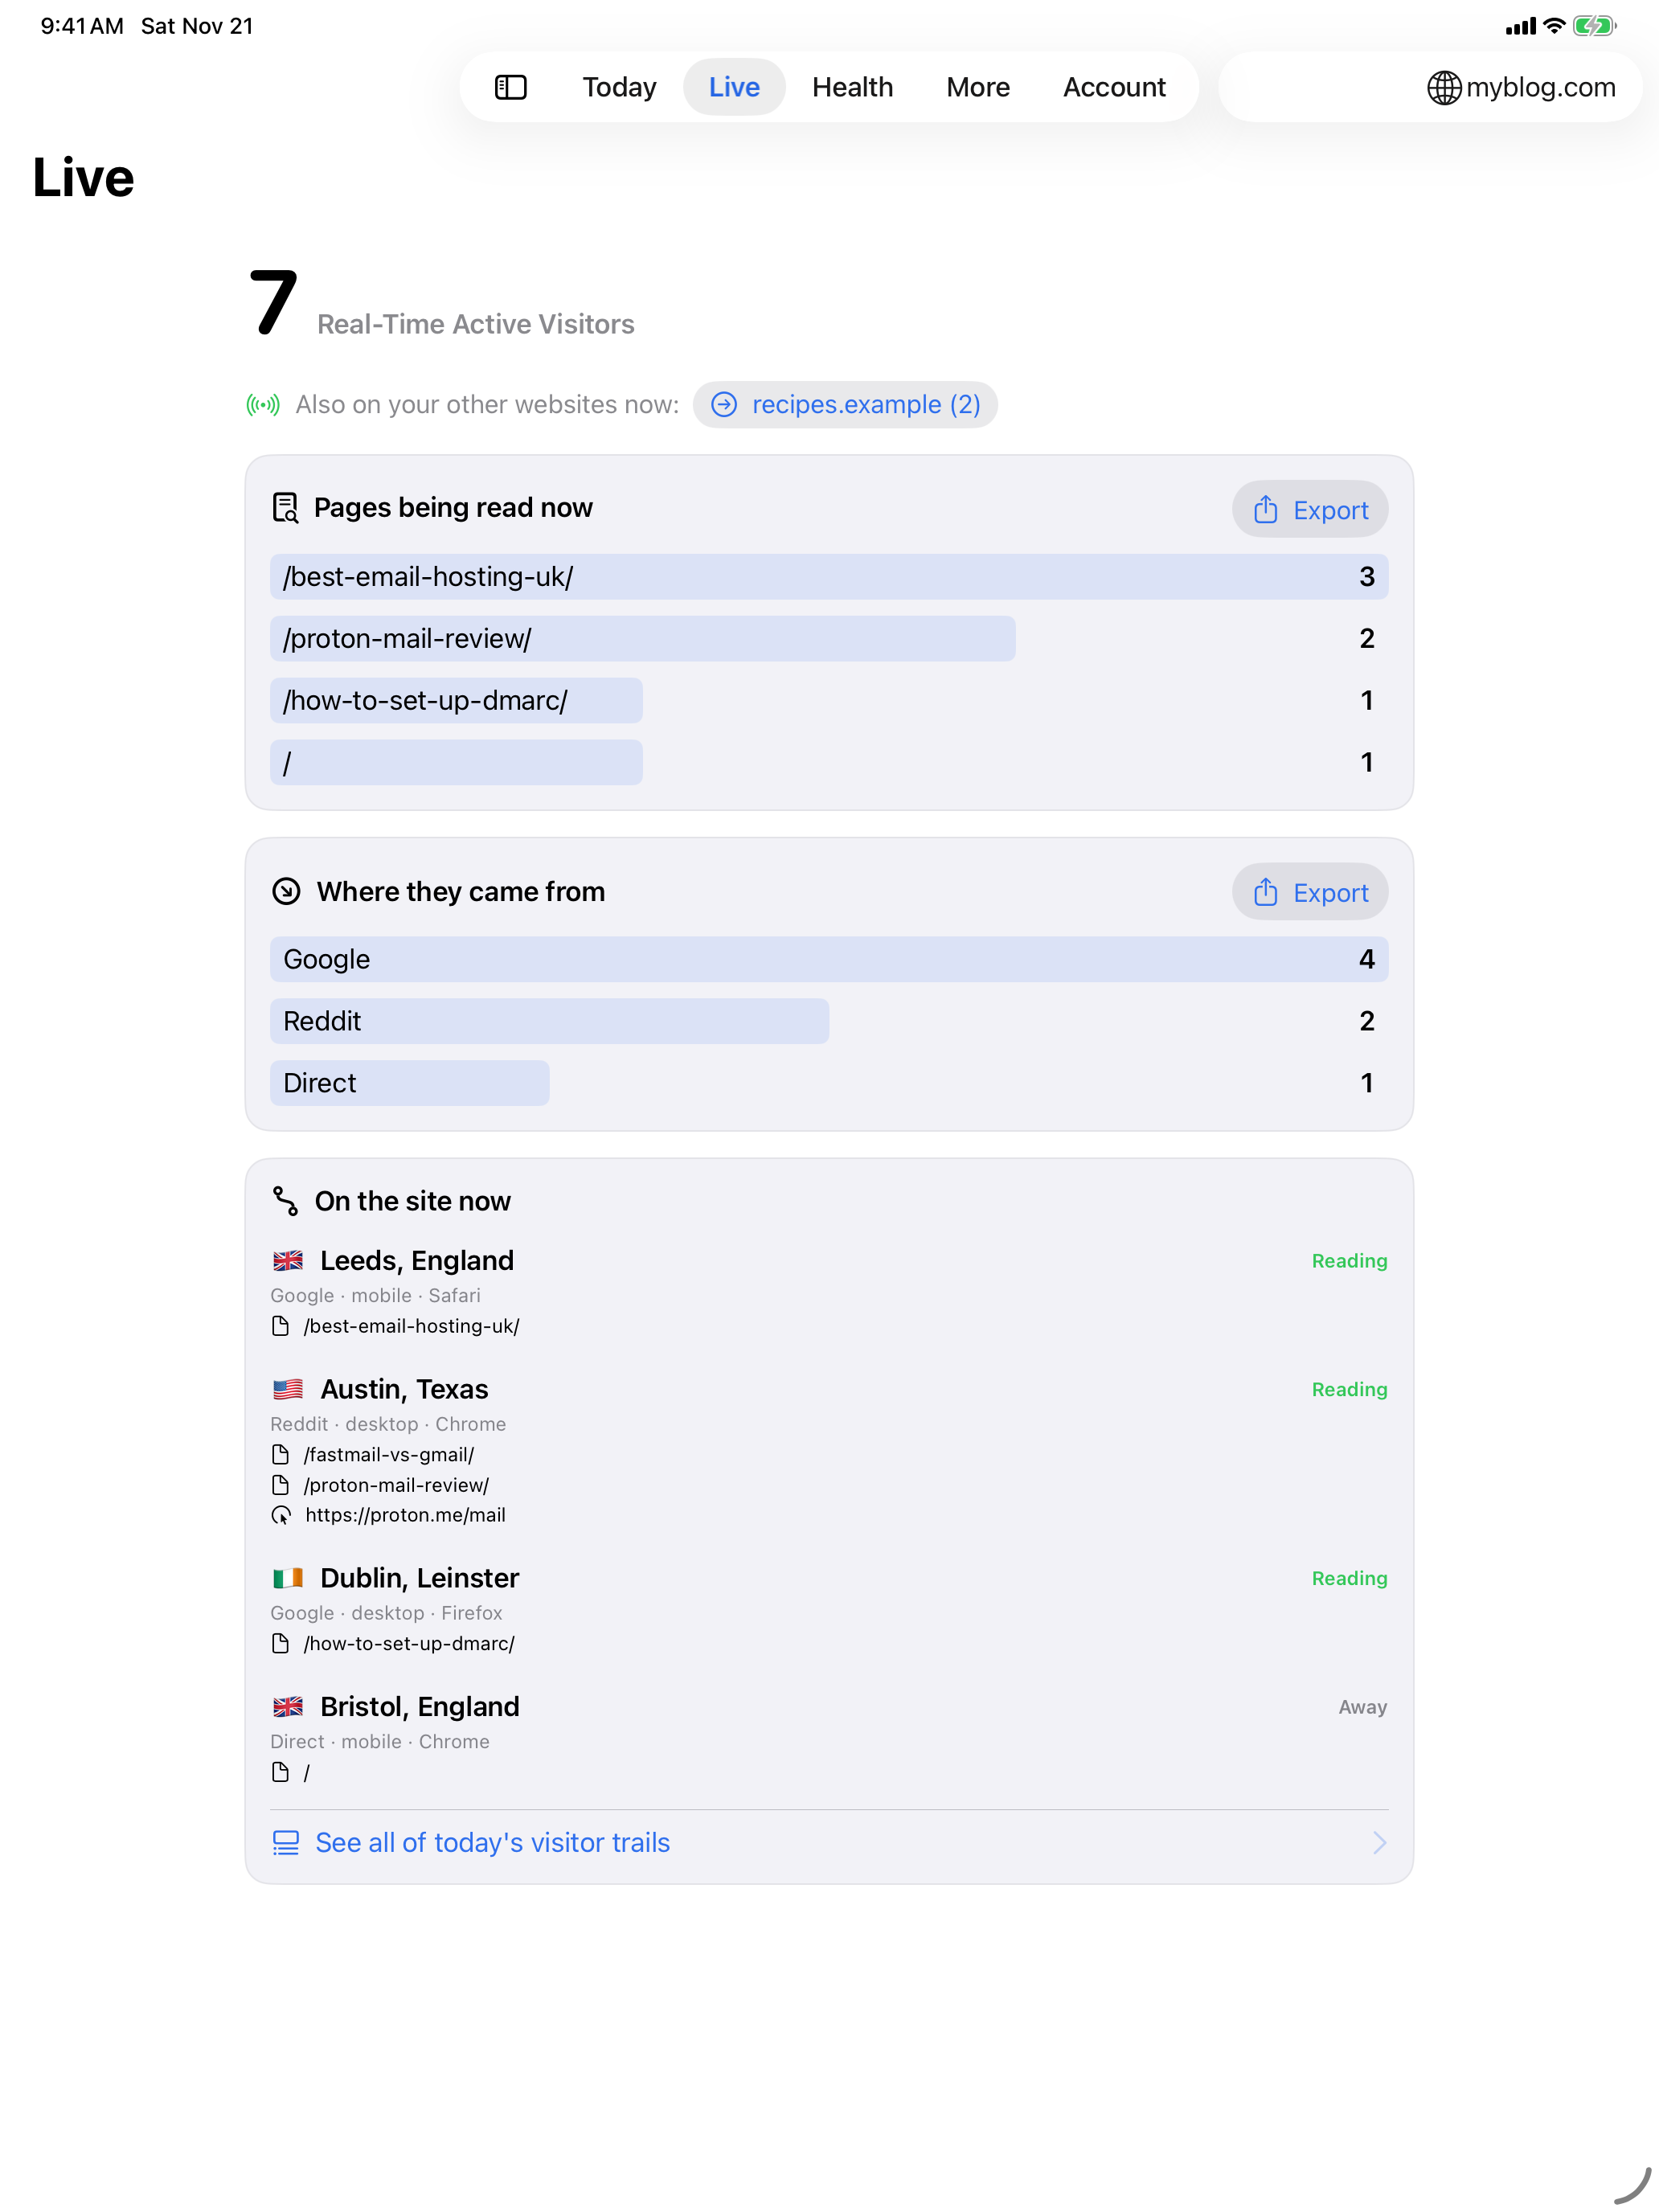 9:41 AM Sat Nov 21
Today Live Health More Account myblog.com
Live
7 Real-Time Active Visitors
Also on your other websites now: recipes.example (2)
Pages being read now Export
/best-email-hosting-uk/ 3
/proton-mail-review/ 2
/how-to-set-up-dmarc/ 1
/ 1
Where they came from Export
Google 4
Reddit 2
Direct 1
On the site now
Leeds, England Reading
Google · mobile · Safari
/best-email-hosting-uk/
Austin, Texas Reading
Reddit · desktop · Chrome
/fastmail-vs-gmail/
/proton-mail-review/
https://proton.me/mail
Dublin, Leinster Reading
Google · desktop · Firefox
/how-to-set-up-dmarc/
Bristol, England Away
Direct · mobile · Chrome
/
See all of today's visitor trails